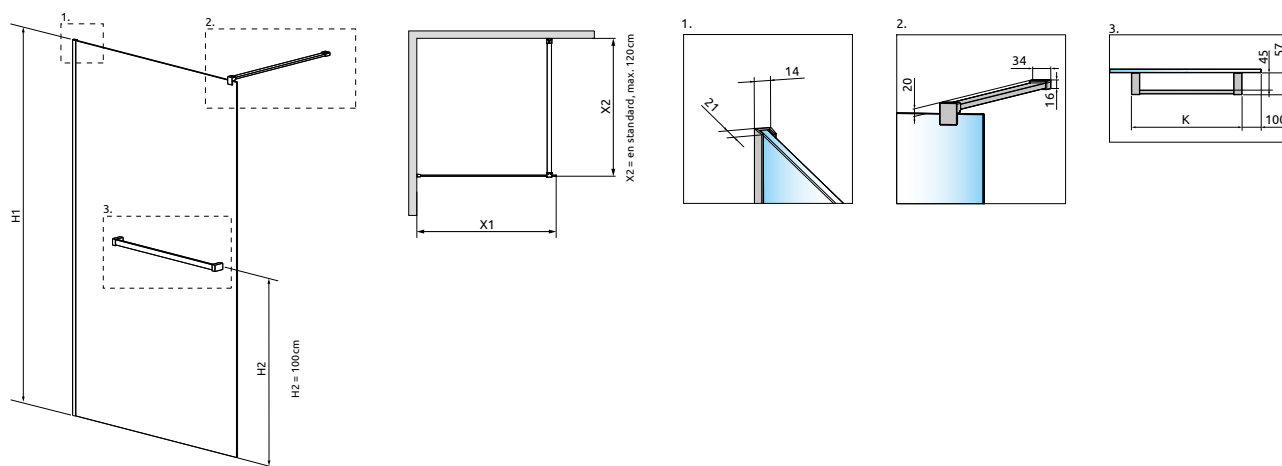 1.
2.
3.
H1
H2
H2 = 100cm
X1
X2
X2 = en standard, max. 120cm
1.
14
21
2.
34
20
16
3.
45
57
K
100